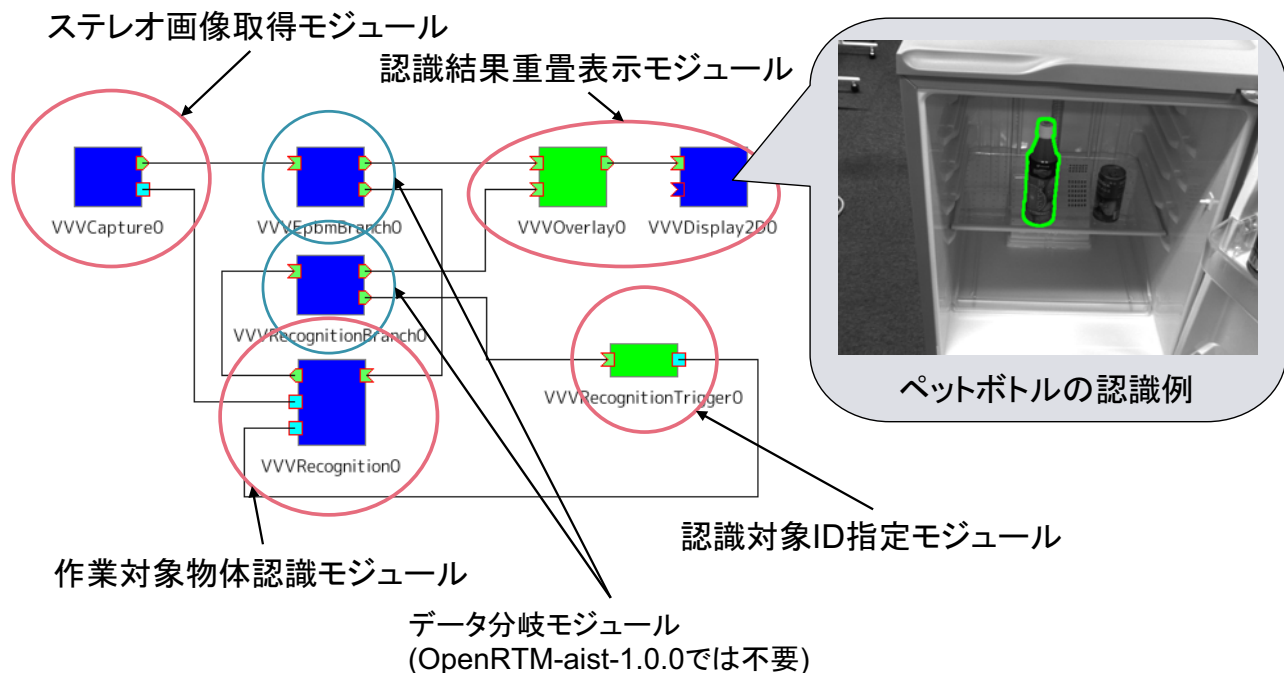 ステレオ画像取得モジュール
認識結果重畳表示モジュール
VVVCapture0
VVVEpbmBranch0
VVVOverlay0
VVVDisplay2D0
VVVRecognitionBranch0
VVVRecognitionTrigger0
ペットボトルの認識例
VVVRecognition0
認識対象ID指定モジュール
作業対象物体認識モジュール
データ分岐モジュール
(OpenRTM-aist-1.0.0では不要)